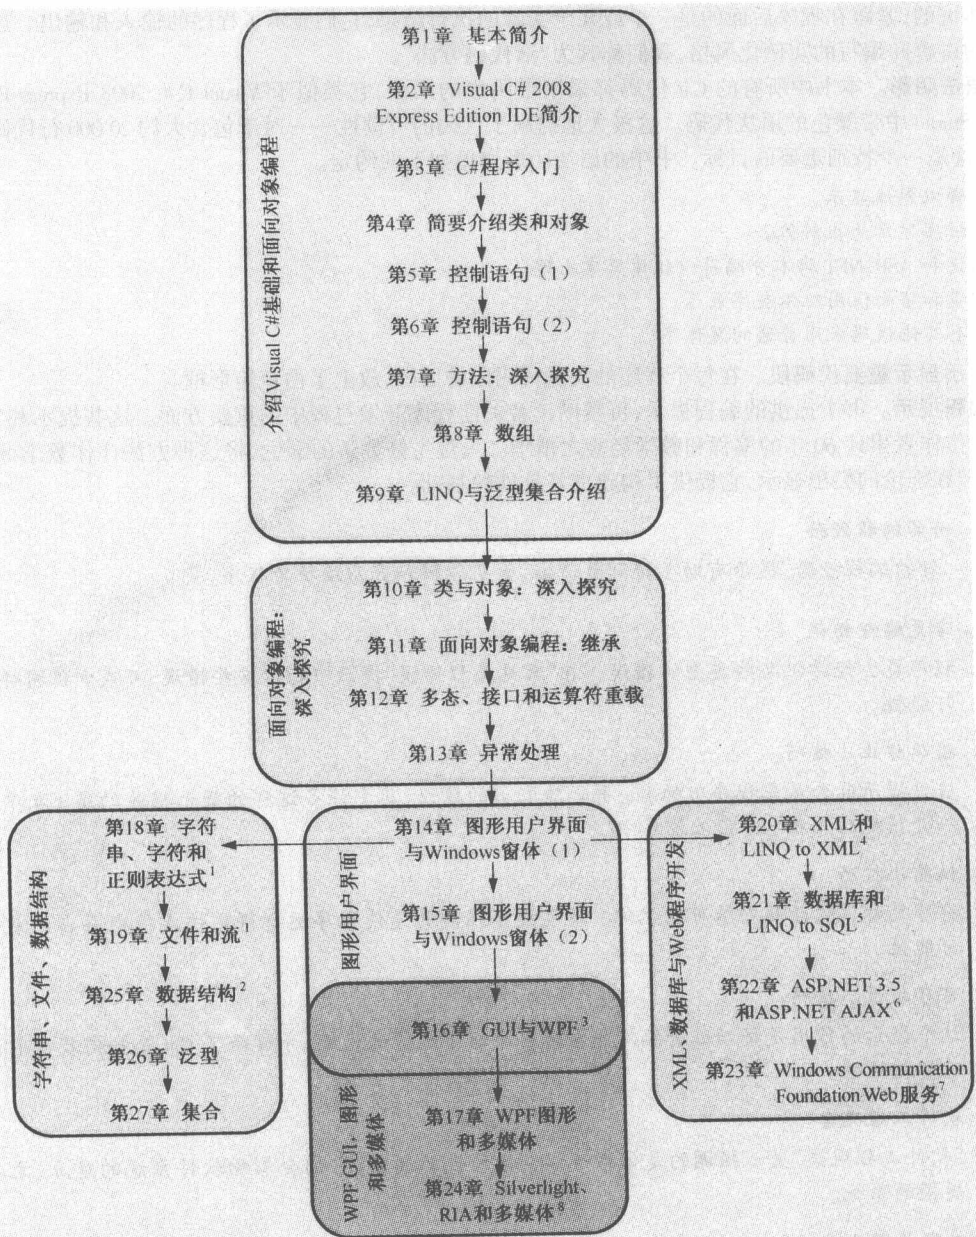 第1章 基本简介
第2章 Visual C# 2008
Express Edition IDE简介
第3章 C#程序入门
第4章 简要介绍类和对象
第5章 控制语句（1）
第6章 控制语句（2）
第7章 方法：深入探究
第8章 数组
第9章 LINQ与泛型集合介绍
介绍Visual C#基础和面向对象编程
第10章 类与对象：深入探究
第11章 面向对象编程：继承
第12章 多态、接口和运算符重载
第13章 异常处理
面向对象编程：
深入探究
第18章 字符
串、字符和
正则表达式1
第19章 文件和流1
第25章 数据结构2
第26章 泛型
第27章 集合
字符串、文件、数据结构
第14章 图形用户界面
与Windows窗体（1）
第15章 图形用户界面
与Windows窗体（2）
图形用户界面
第16章 GUI与WPF3
第17章 WPF图形
和多媒体
第24章 Silverlight、
RIA和多媒体8
WPF GUI，图形
和多媒体
第20章 XML和
LINQ to XML4
第21章 数据库和
LINQ to SQL5
第22章 ASP.NET 3.5
和ASP.NET AJAX6
第23章 Windows Communication
Foundation Web 服务7
XML、数据库与Web程序开发